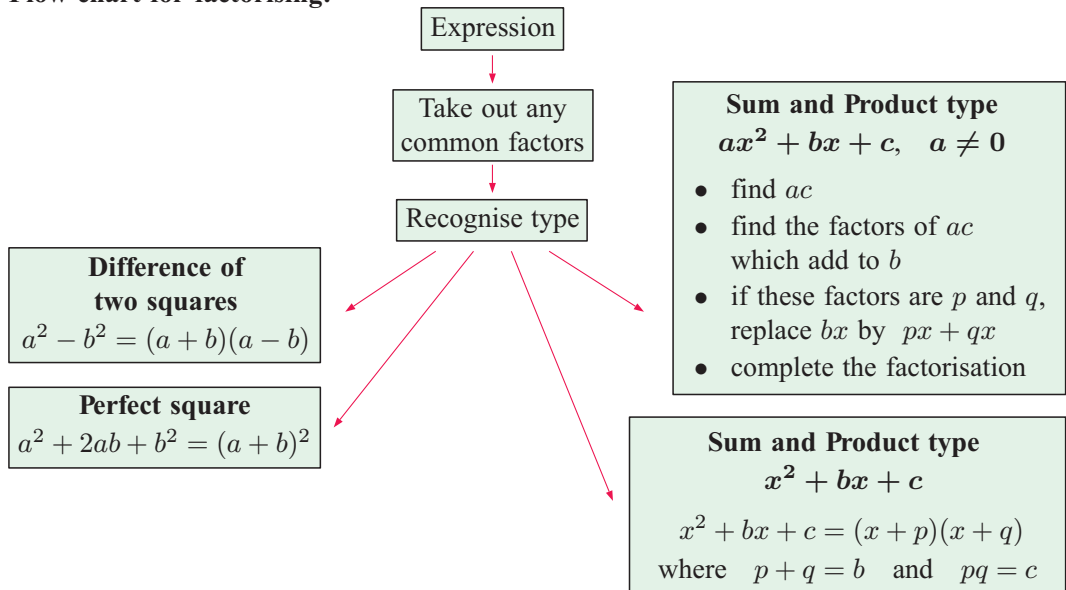 Flow chart for factorising:
Expression
Take out any
common factors
Recognise type
Difference of
two squares
a² − b² = (a + b)(a − b)
Perfect square
a² + 2ab + b² = (a + b)²
Sum and Product type
ax² + bx + c, a ≠ 0
• find ac
• find the factors of ac
which add to b
• if these factors are p and q,
replace bx by px + qx
• complete the factorisation
Sum and Product type
x² + bx + c
x² + bx + c = (x + p)(x + q)
where p + q = b and pq = c